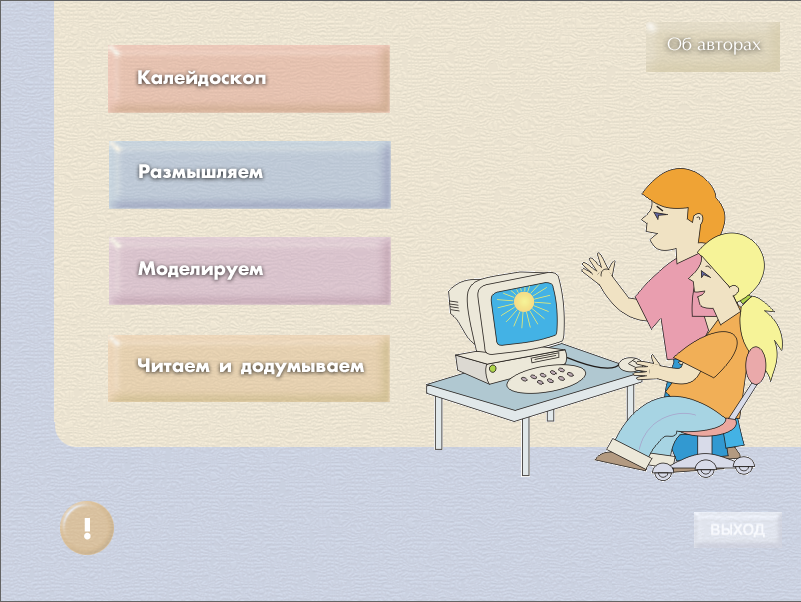 Об авторах
Калейдоскоп
Размышляем
Моделируем
Читаем и додумываем
!
ВЫХОД